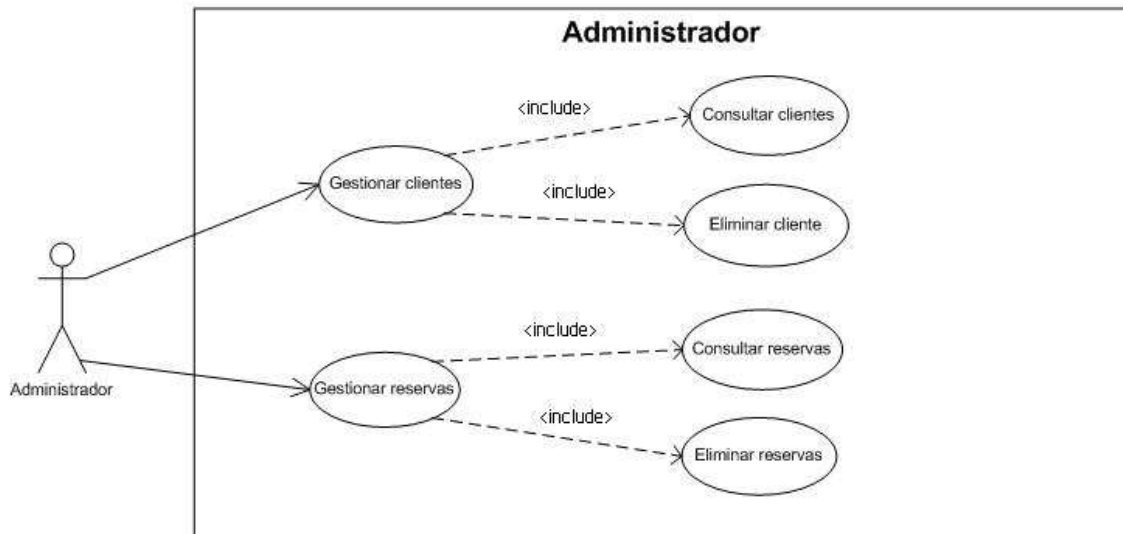 Administrador
<include>
Consultar clientes
Gestionar clientes
<include>
Eliminar cliente
Administrador
<include>
Consultar reservas
Gestionar reservas
<include>
Eliminar reservas